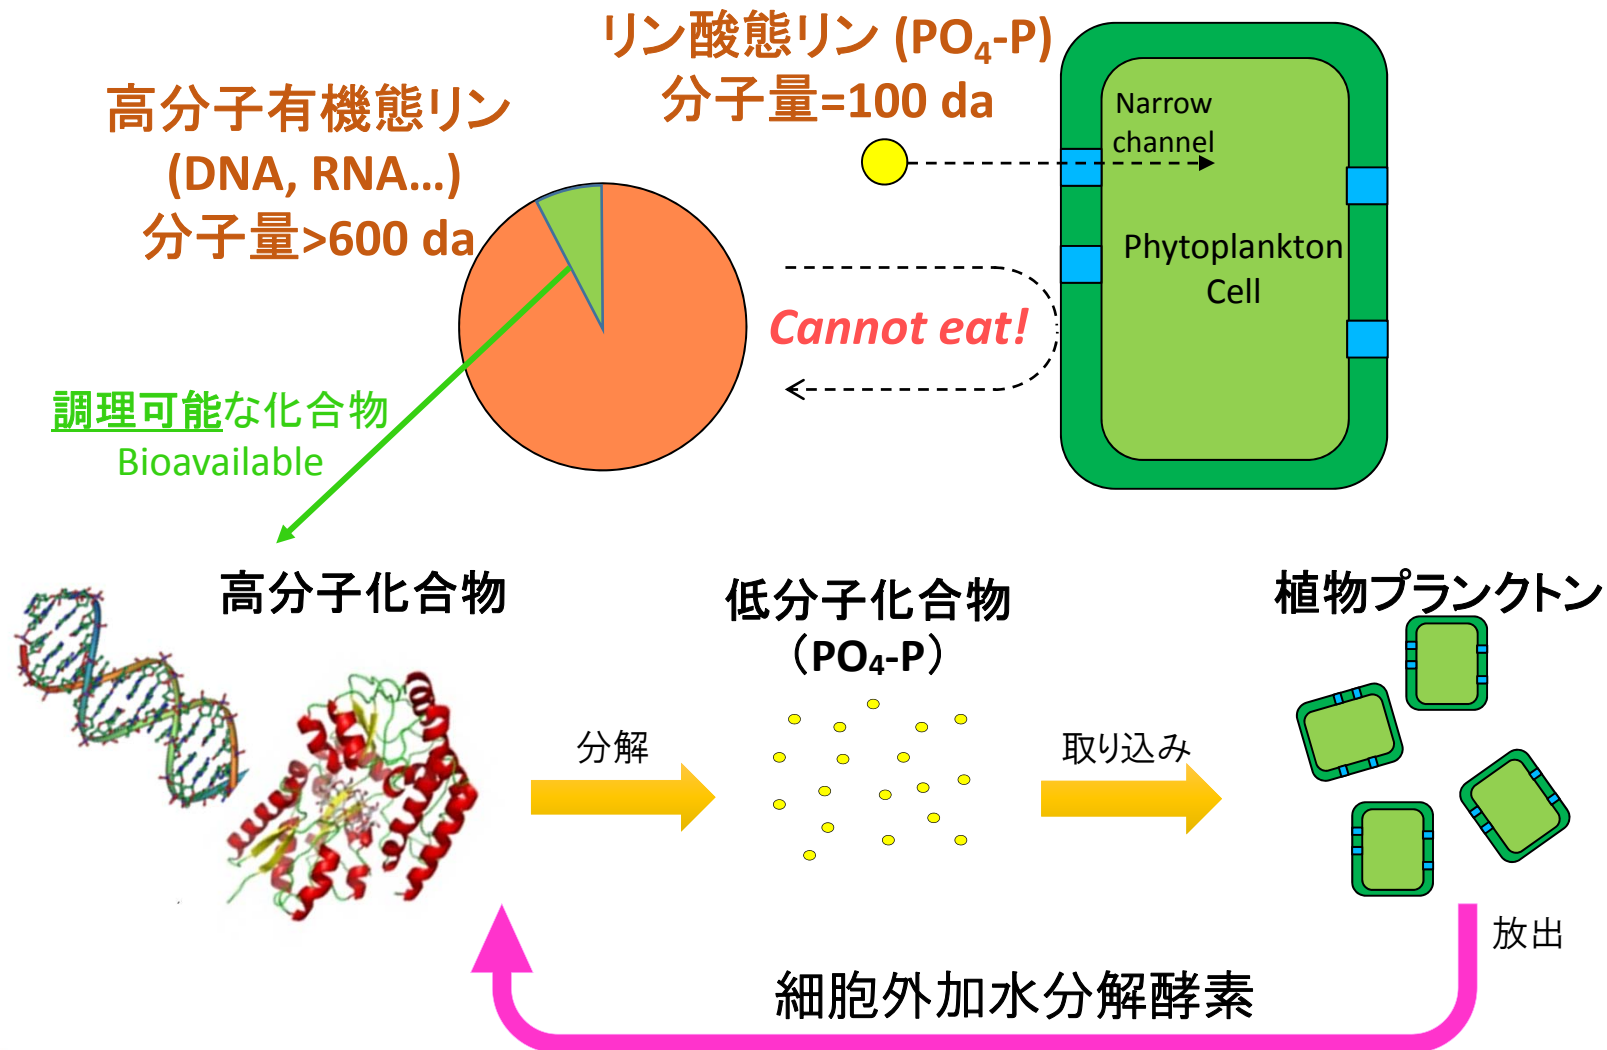 リン酸態リン (PO₄-P)
分子量=100 da
高分子有機態リン
(DNA, RNA…)
分子量>600 da
Narrow
channel
Phytoplankton
Cell
Cannot eat!
調理可能な化合物
Bioavailable
高分子化合物
低分子化合物
（PO₄-P）
植物プランクトン
分解
取り込み
放出
細胞外加水分解酵素